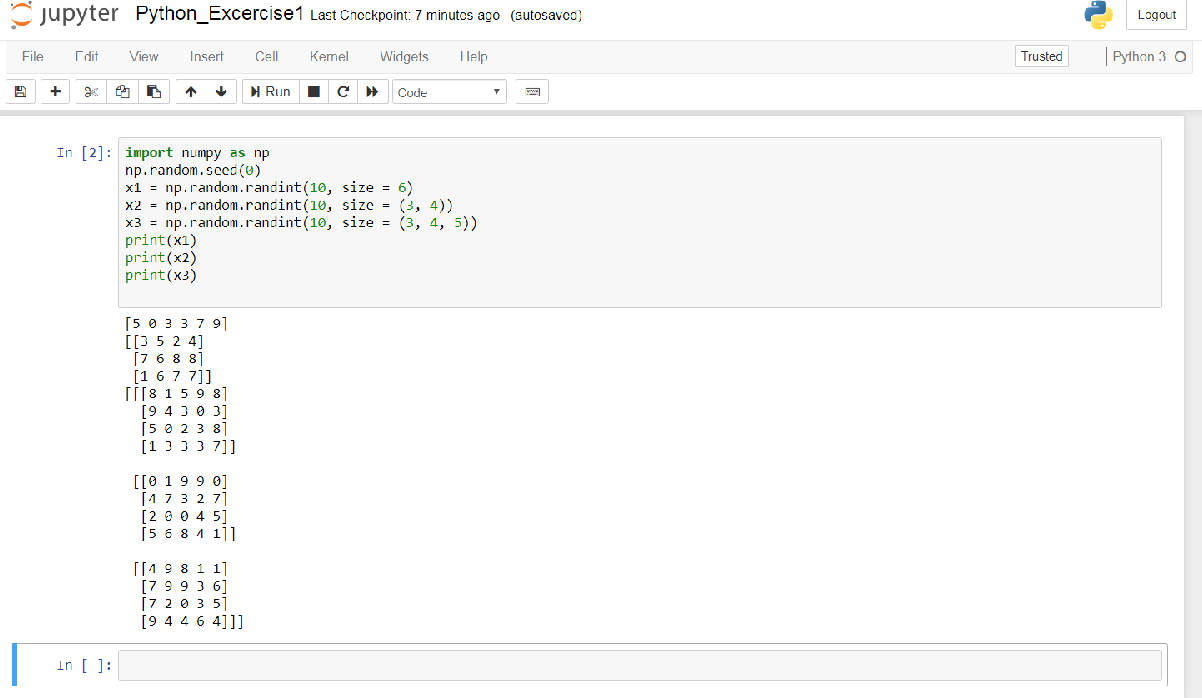 jupyter Python_Excercise1 Last Checkpoint: 7 minutes ago (autosaved) Logout
File Edit View Insert Cell Kernel Widgets Help Trusted Python 3
Run Code
In [2]: import numpy as np
np.random.seed(0)
x1 = np.random.randint(10, size = 6)
x2 = np.random.randint(10, size = (3, 4))
x3 = np.random.randint(10, size = (3, 4, 5))
print(x1)
print(x2)
print(x3)
[5 0 3 3 7 9]
[[3 5 2 4]
[7 6 8 8]
[1 6 7 7]]
[[[8 1 5 9 8]
[9 4 3 0 3]
[5 0 2 3 8]
[1 3 3 3 7]]
[[0 1 9 9 0]
[4 7 3 2 7]
[2 0 0 4 5]
[5 6 8 4 1]]
[[4 9 8 1 1]
[7 9 9 3 6]
[7 2 0 3 5]
[9 4 4 6 4]]]
In [ ]: